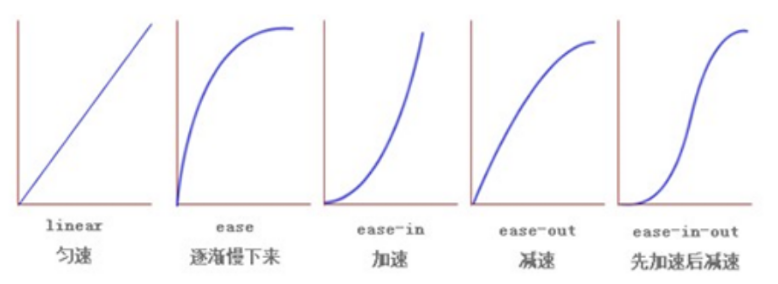 linear
匀速
ease
逐渐慢下来
ease-in
加速
ease-out
减速
ease-in-out
先加速后减速